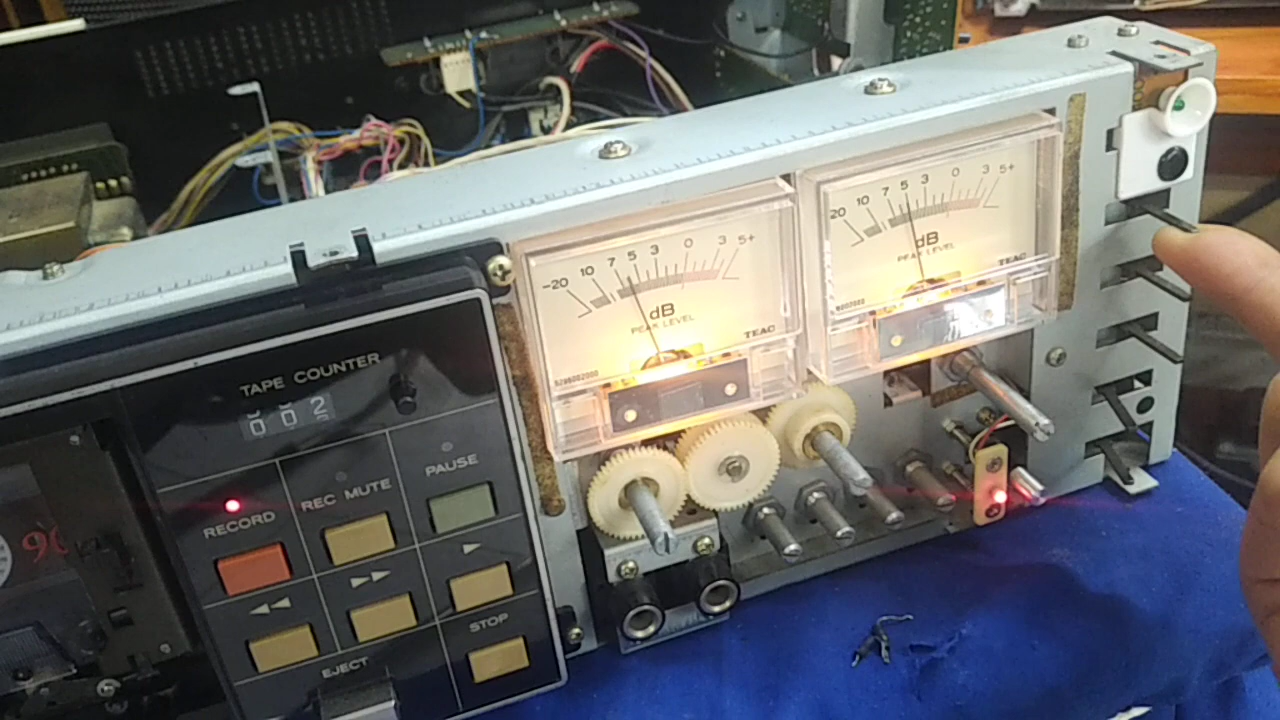 -20 10 7 5 3 0 3 5+
dB
PEAK LEVEL
TEAC
20 10 7 5 3 0 3 5+
dB
PEAK LEVEL
TEAC
TAPE COUNTER
002
RECORD
REC MUTE
PAUSE
STOP
EJECT
90